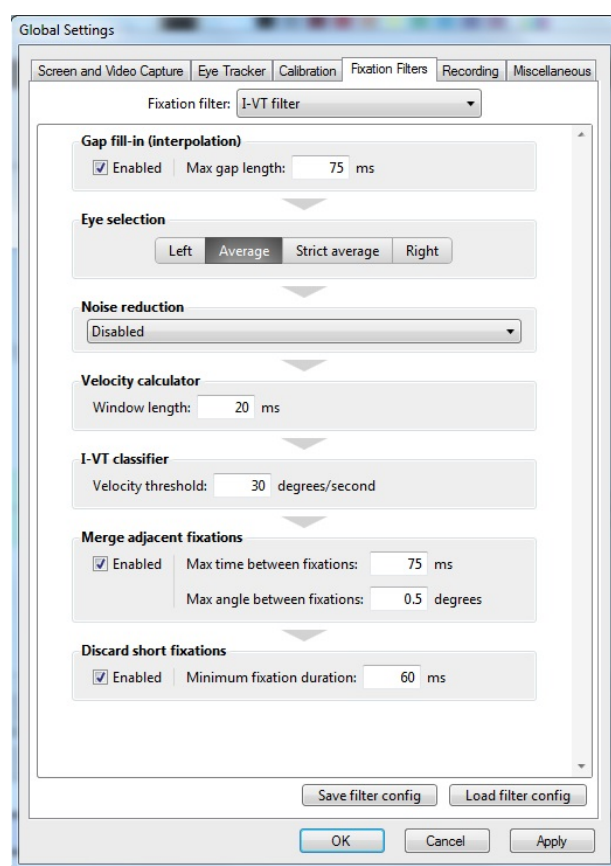 Global Settings
Screen and Video Capture Eye Tracker Calibration Fixation Filters Recording Miscellaneous
Fixation filter: I-VT filter
Gap fill-in (interpolation)
Enabled Max gap length: 75 ms
Eye selection
Left Average Strict average Right
Noise reduction
Disabled
Velocity calculator
Window length: 20 ms
I-VT classifier
Velocity threshold: 30 degrees/second
Merge adjacent fixations
Enabled Max time between fixations: 75 ms
Max angle between fixations: 0.5 degrees
Discard short fixations
Enabled Minimum fixation duration: 60 ms
Save filter config Load filter config
OK Cancel Apply